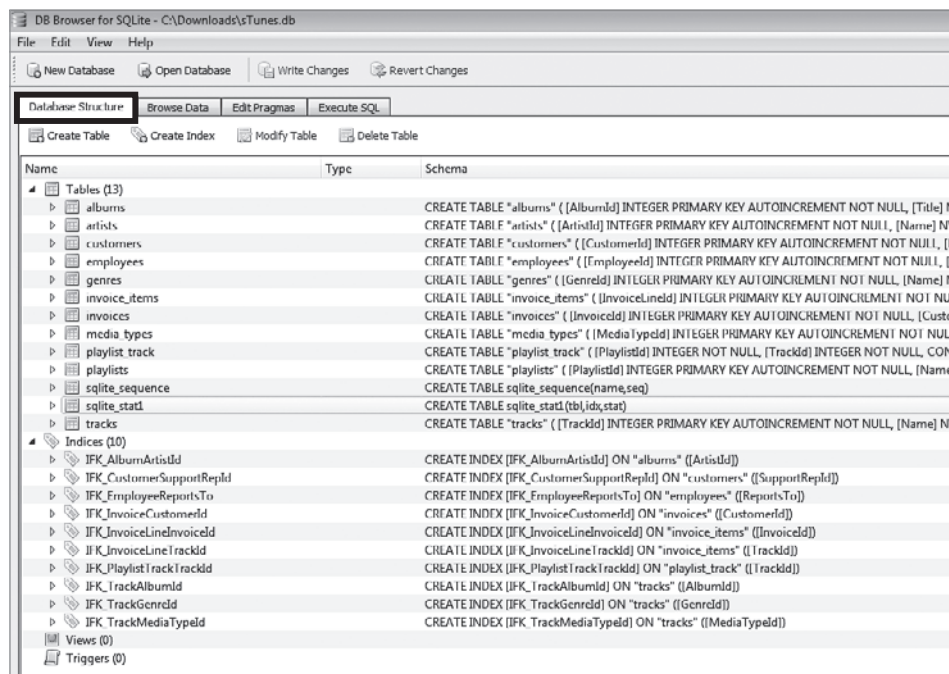 DB Browser for SQLite - C:\Downloads\sTunes.db
File Edit View Help
New Database Open Database Write Changes Revert Changes
Database Structure Browse Data Edit Pragmas Execute SQL
Create Table Create Index Modify Table Delete Table
Name Type Schema
Tables (13)
albums CREATE TABLE "albums" ( [AlbumId] INTEGER PRIMARY KEY AUTOINCREMENT NOT NULL, [Title]
artists CREATE TABLE "artists" ( [ArtistId] INTEGER PRIMARY KEY AUTOINCREMENT NOT NULL, [Name]
customers CREATE TABLE "customers" ( [CustomerId] INTEGER PRIMARY KEY AUTOINCREMENT NOT NULL, [
employees CREATE TABLE "employees" ( [EmployeeId] INTEGER PRIMARY KEY AUTOINCREMENT NOT NULL, [
genres CREATE TABLE "genres" ( [GenreId] INTEGER PRIMARY KEY AUTOINCREMENT NOT NULL, [Name]
invoice_items CREATE TABLE "invoice_items" ( [InvoiceLineId] INTEGER PRIMARY KEY AUTOINCREMENT NOT NU
invoices CREATE TABLE "invoices" ( [InvoiceId] INTEGER PRIMARY KEY AUTOINCREMENT NOT NULL, [Custo
media_types CREATE TABLE "media_types" ( [MediaTypeId] INTEGER PRIMARY KEY AUTOINCREMENT NOT NUL
playlist_track CREATE TABLE "playlist_track" ( [PlaylistId] INTEGER NOT NULL, [TrackId] INTEGER NOT NULL, CON
playlists CREATE TABLE "playlists" ( [PlaylistId] INTEGER PRIMARY KEY AUTOINCREMENT NOT NULL, [Name
sqlite_sequence CREATE TABLE sqlite_sequence(name,seq)
sqlite_stat1 CREATE TABLE sqlite_stat1(tbl,idx,stat)
tracks CREATE TABLE "tracks" ( [TrackId] INTEGER PRIMARY KEY AUTOINCREMENT NOT NULL, [Name] N
Indices (10)
IFK_AlbumArtistId CREATE INDEX [IFK_AlbumArtistId] ON "albums" ([ArtistId])
IFK_CustomerSupportRepId CREATE INDEX [IFK_CustomerSupportRepId] ON "customers" ([SupportRepId])
IFK_EmployeeReportsTo CREATE INDEX [IFK_EmployeeReportsTo] ON "employees" ([ReportsTo])
IFK_InvoiceCustomerId CREATE INDEX [IFK_InvoiceCustomerId] ON "invoices" ([CustomerId])
IFK_InvoiceLineInvoiceId CREATE INDEX [IFK_InvoiceLineInvoiceId] ON "invoice_items" ([InvoiceId])
IFK_InvoiceLineTrackId CREATE INDEX [IFK_InvoiceLineTrackId] ON "invoice_items" ([TrackId])
IFK_PlaylistTrackTrackId CREATE INDEX [IFK_PlaylistTrackTrackId] ON "playlist_track" ([TrackId])
IFK_TrackAlbumId CREATE INDEX [IFK_TrackAlbumId] ON "tracks" ([AlbumId])
IFK_TrackGenreId CREATE INDEX [IFK_TrackGenreId] ON "tracks" ([GenreId])
IFK_TrackMediaTypeId CREATE INDEX [IFK_TrackMediaTypeId] ON "tracks" ([MediaTypeId])
Views (0)
Triggers (0)